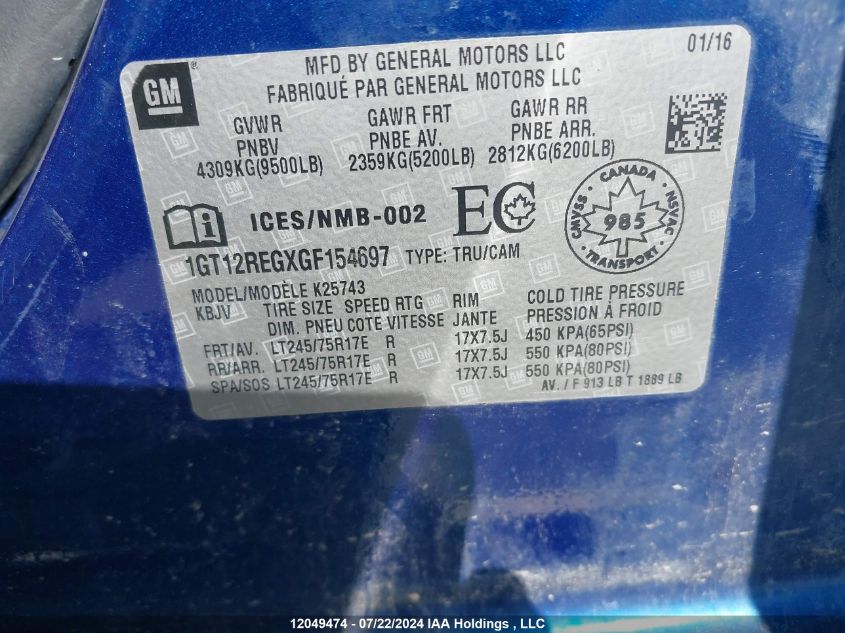 GM
MFD BY GENERAL MOTORS LLC
01/16
FABRIQUÉ PAR GENERAL MOTORS LLC
GVWR GAWR FRT GAWR RR
PNBV PNBE AV. PNBE ARR.
4309KG(9500LB) 2359KG(5200LB) 2812KG(6200LB)
i ICES/NMB-002 EC
CANADA
CMVSS 985 NSVAC
TRANSPORT
1GT12REGXGF154697 TYPE: TRU/CAM
MODEL/MODÈLE K25743
KBJV TIRE SIZE SPEED RTG RIM COLD TIRE PRESSURE
DIM. PNEU COTE VITESSE JANTE PRESSION À FROID
FRT/AV. LT245/75R17E R 17X7.5J 450 KPA(65PSI)
RR/ARR. LT245/75R17E R 17X7.5J 550 KPA(80PSI)
SPA/SOS LT245/75R17E R 17X7.5J 550 KPA(80PSI)
AV. / F 913 LB T 1889 LB
12049474 - 07/22/2024 IAA Holdings , LLC